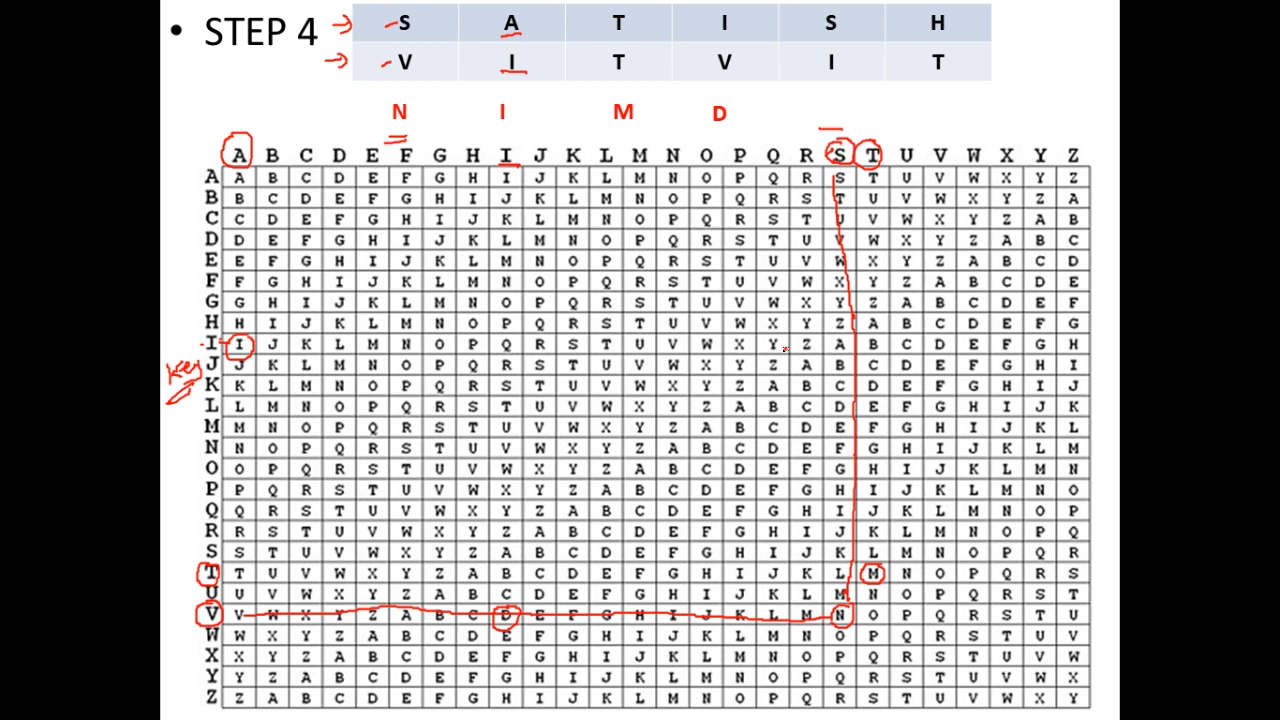 • STEP 4
S A T I S H
V I T V I T
N I M D
A B C D E F G H I J K L M N O P Q R S T U V W X Y Z
A A B C D E F G H I J K L M N O P Q R S T U V W X Y Z
B B C D E F G H I J K L M N O P Q R S T U V W X Y Z A
C C D E F G H I J K L M N O P Q R S T U V W X Y Z A B
D D E F G H I J K L M N O P Q R S T U V W X Y Z A B C
E E F G H I J K L M N O P Q R S T U V W X Y Z A B C D
F F G H I J K L M N O P Q R S T U V W X Y Z A B C D E
G G H I J K L M N O P Q R S T U V W X Y Z A B C D E F
H H I J K L M N O P Q R S T U V W X Y Z A B C D E F G
I I J K L M N O P Q R S T U V W X Y Z A B C D E F G H
key
J J K L M N O P Q R S T U V W X Y Z A B C D E F G H I
K K L M N O P Q R S T U V W X Y Z A B C D E F G H I J
L L M N O P Q R S T U V W X Y Z A B C D E F G H I J K
M M N O P Q R S T U V W X Y Z A B C D E F G H I J K L
N N O P Q R S T U V W X Y Z A B C D E F G H I J K L M
O O P Q R S T U V W X Y Z A B C D E F G H I J K L M N
P P Q R S T U V W X Y Z A B C D E F G H I J K L M N O
Q Q R S T U V W X Y Z A B C D E F G H I J K L M N O P
R R S T U V W X Y Z A B C D E F G H I J K L M N O P Q
S S T U V W X Y Z A B C D E F G H I J K L M N O P Q R
T T U V W X Y Z A B C D E F G H I J K L M N O P Q R S
U U V W X Y Z A B C D E F G H I J K L M N O P Q R S T
V V W X Y Z A B C D E F G H I J K L M N O P Q R S T U
W W X Y Z A B C D E F G H I J K L M N O P Q R S T U V
X X Y Z A B C D E F G H I J K L M N O P Q R S T U V W
Y Y Z A B C D E F G H I J K L M N O P Q R S T U V W X
Z Z A B C D E F G H I J K L M N O P Q R S T U V W X Y